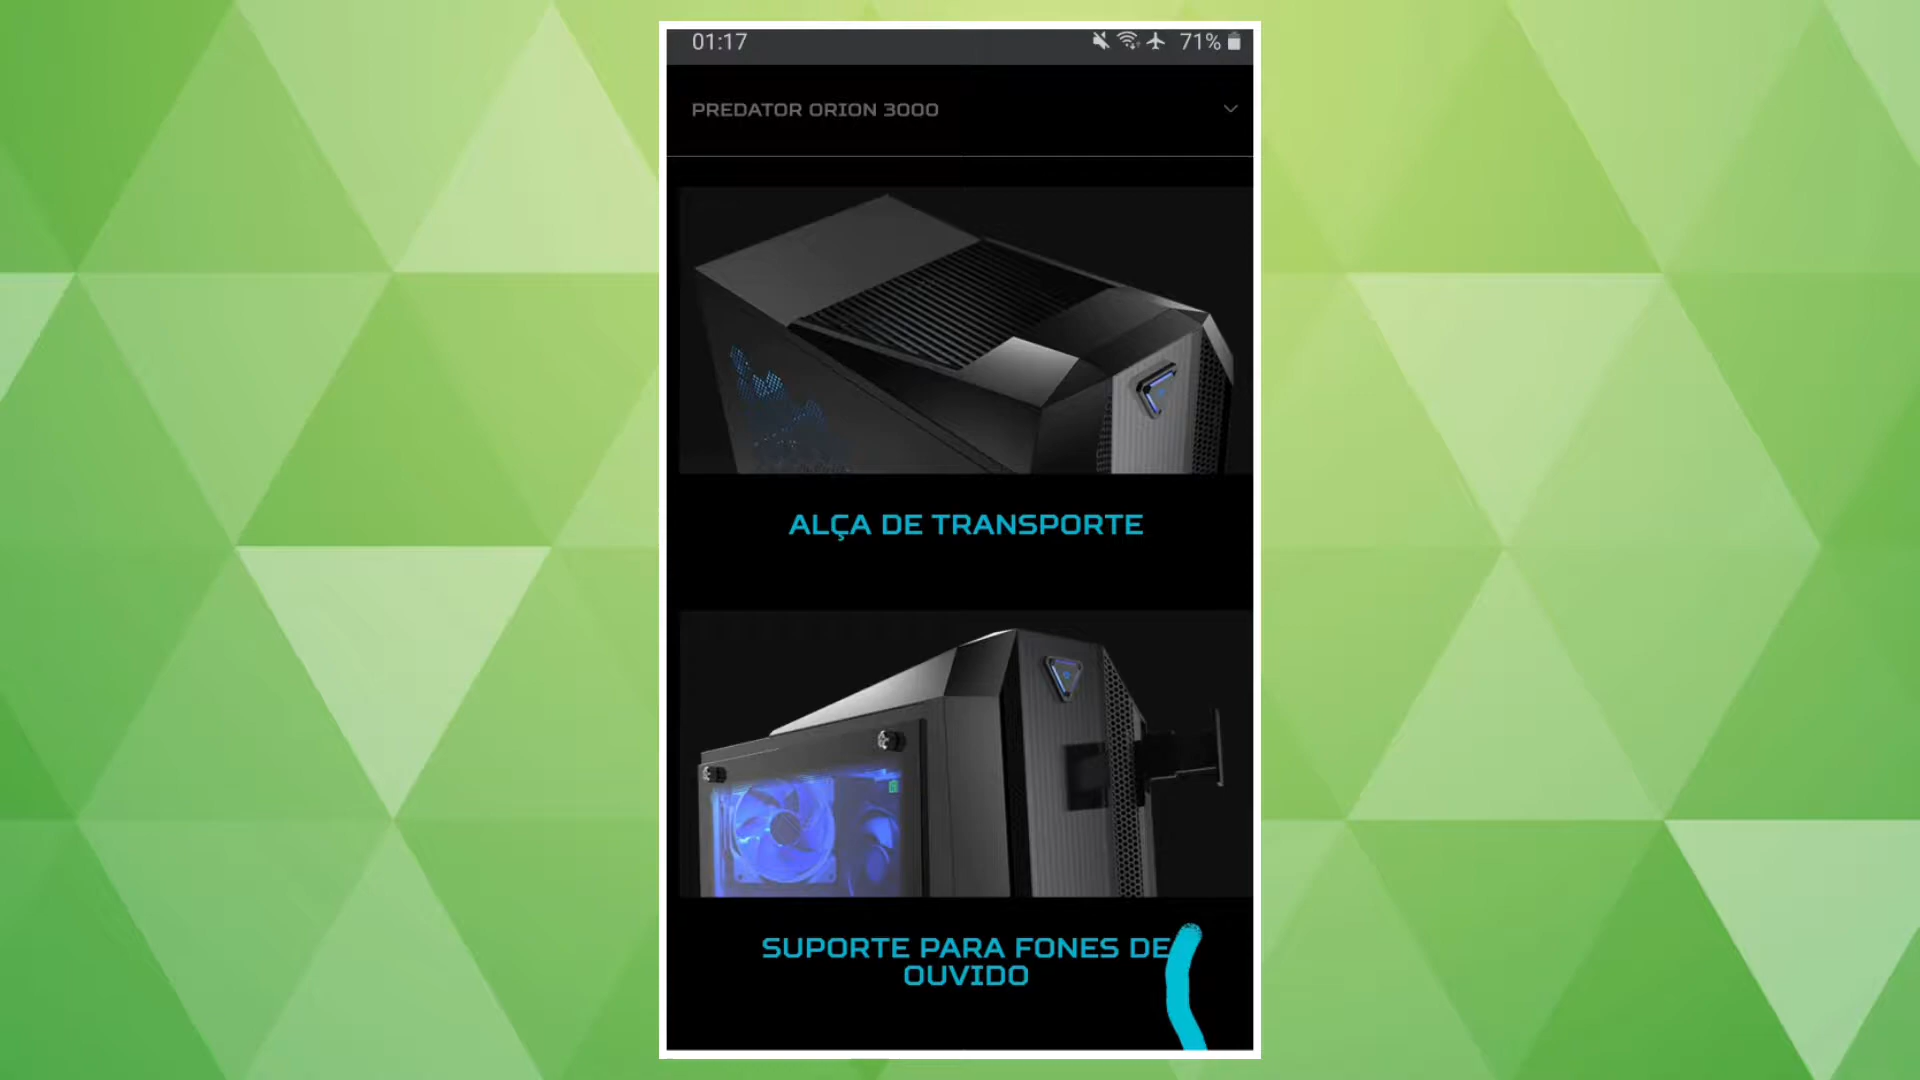 01:17
71%
PREDATOR ORION 3000
ALÇA DE TRANSPORTE
SUPORTE PARA FONES DE
OUVIDO